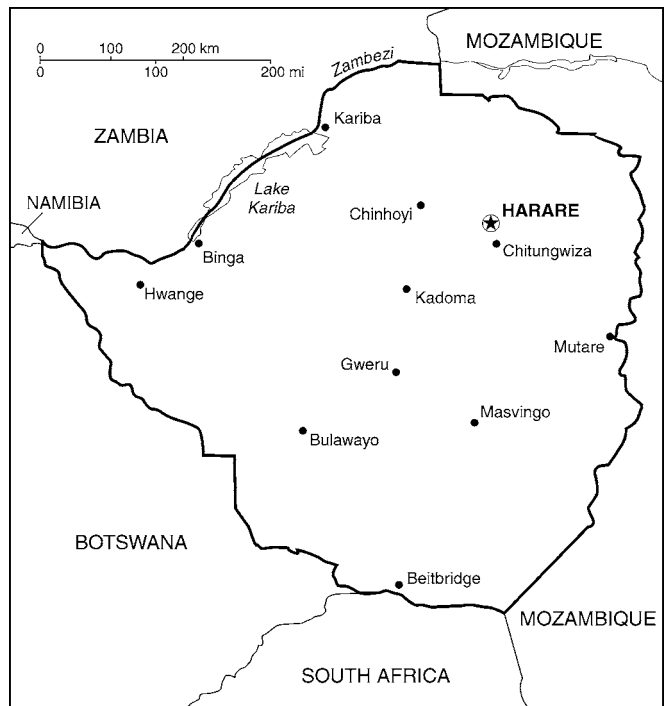 0 100 200 km
0 100 200 mi
Zambezi
MOZAMBIQUE
ZAMBIA
Kariba
Lake
Kariba
NAMIBIA
Chinhoyi
HARARE
Binga
Chitungwiza
Hwange
Kadoma
Mutare
Gweru
Masvingo
Bulawayo
BOTSWANA
Beitbridge
MOZAMBIQUE
SOUTH AFRICA